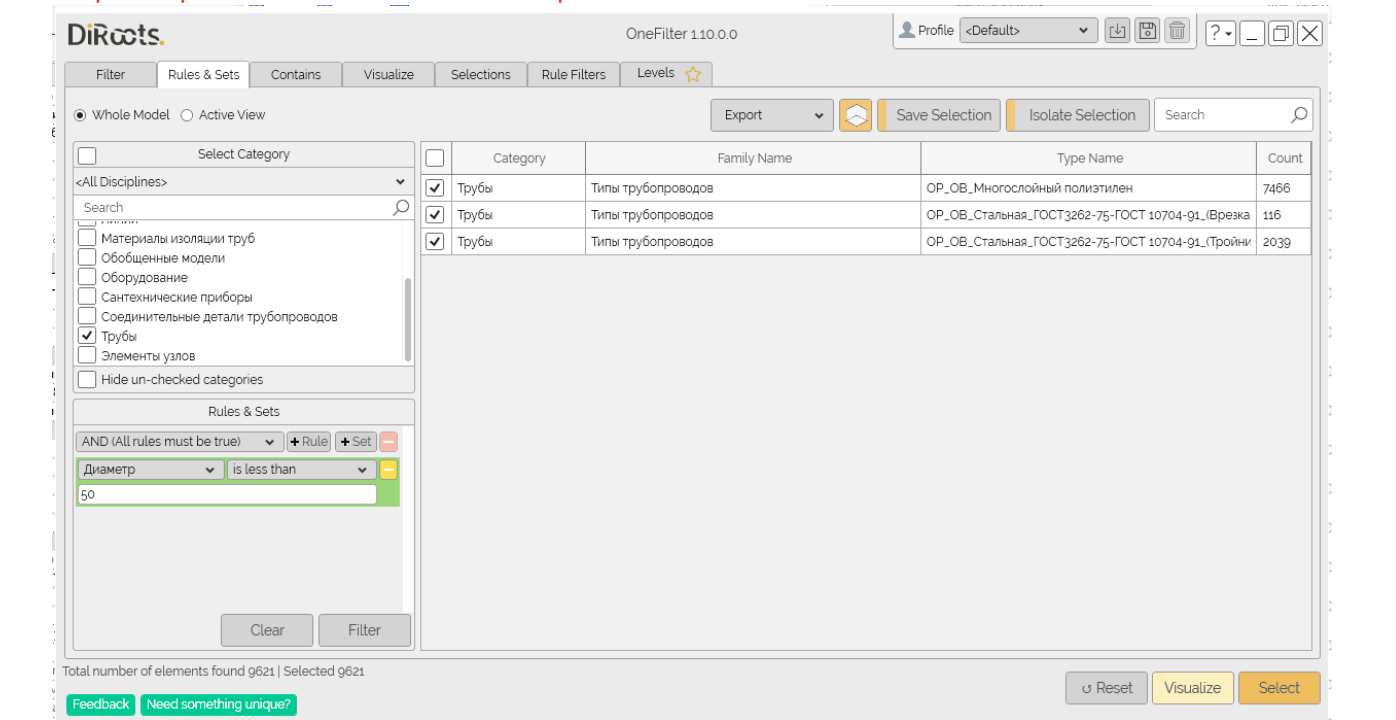 DiRoots.
OneFilter 1.10.0.0
Profile <Default>
?
Filter Rules & Sets Contains Visualize Selections Rule Filters Levels
Whole Model Active View
Export Save Selection Isolate Selection Search
Select Category
<All Disciplines>
Search
Материалы изоляции труб
Обобщенные модели
Оборудование
Сантехнические приборы
Соединительные детали трубопроводов
Трубы
Элементы узлов
Hide un-checked categories
Rules & Sets
AND (All rules must be true) + Rule + Set
Диаметр is less than
50
Clear Filter
Category Family Name Type Name Count
Трубы Типы трубопроводов ОР_ОВ_Многослойный полиэтилен 7466
Трубы Типы трубопроводов ОР_ОВ_Стальная_ГОСТ3262-75-ГОСТ 10704-91_(Врезка 116
Трубы Типы трубопроводов ОР_ОВ_Стальная_ГОСТ3262-75-ГОСТ 10704-91_(Тройни 2039
Total number of elements found 9621 | Selected 9621
Feedback Need something unique?
Reset Visualize Select